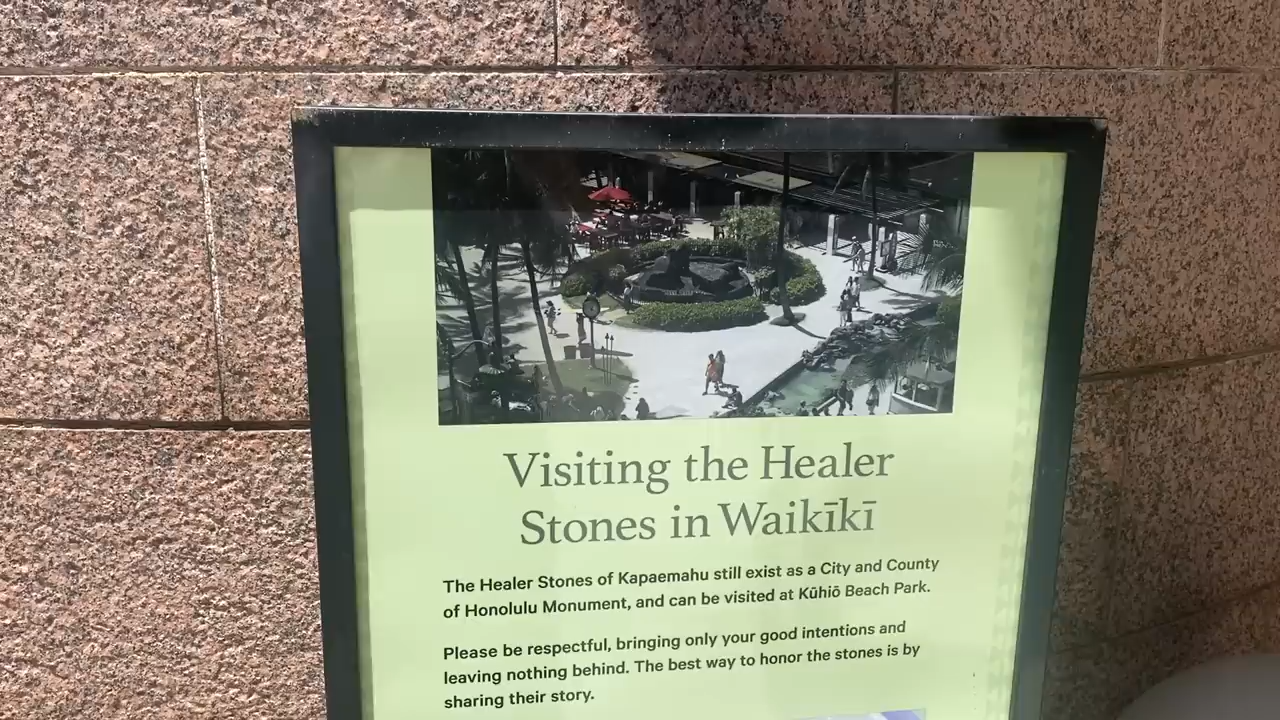 Visiting the Healer
Stones in Waikīkī
The Healer Stones of Kapaemahu still exist as a City and County
of Honolulu Monument, and can be visited at Kūhiō Beach Park.
Please be respectful, bringing only your good intentions and
leaving nothing behind. The best way to honor the stones is by
sharing their story.